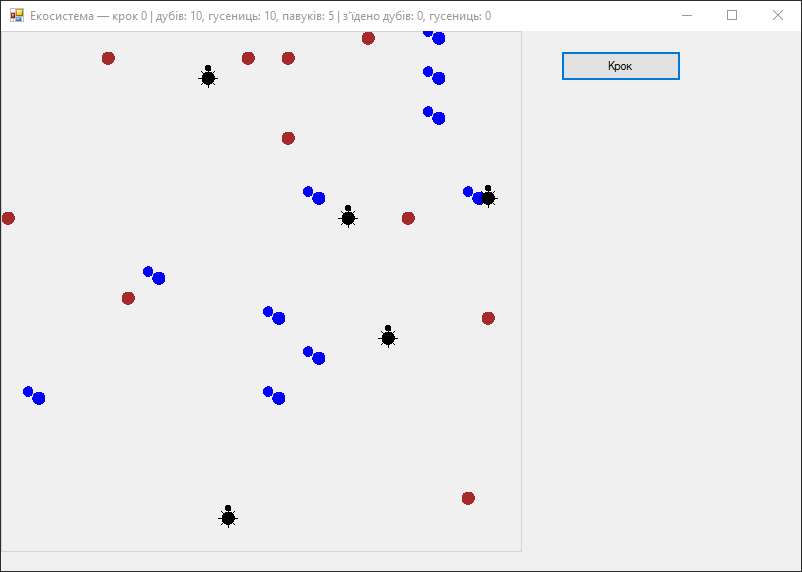 Екосистема — крок 0 | дубів: 10, гусениць: 10, павуків: 5 | з'їдено дубів: 0, гусениць: 0
Крок